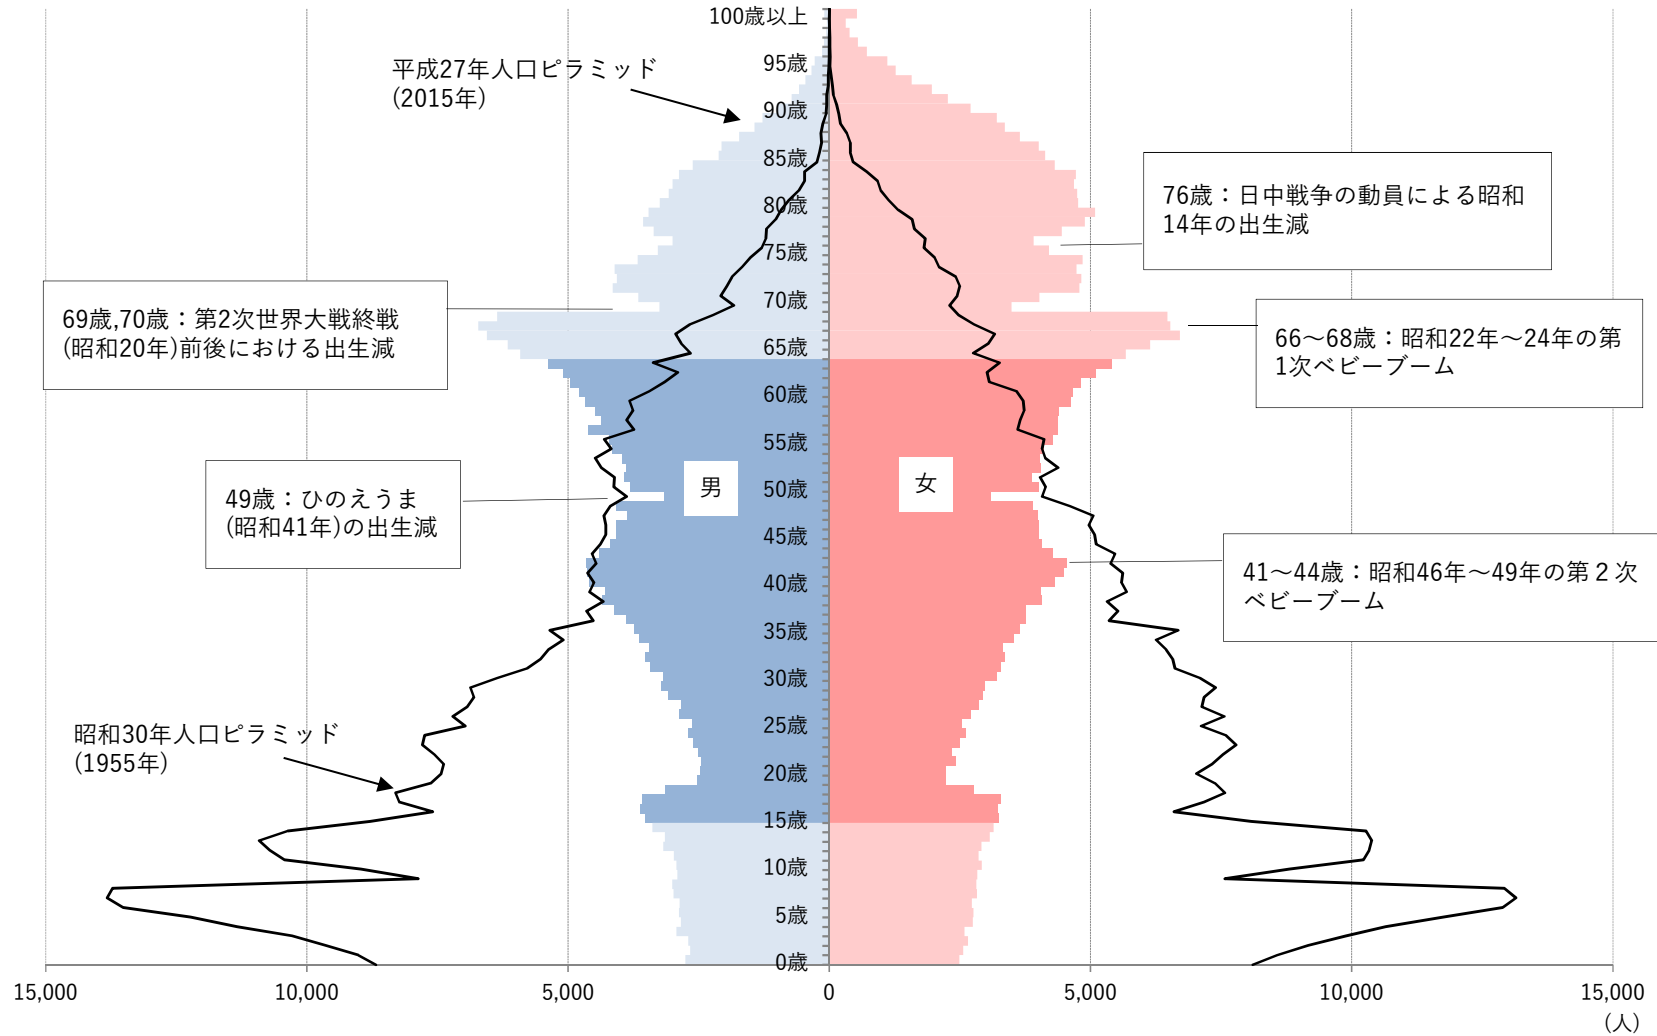 100歳以上
95歳
90歳
85歳
80歳
75歳
70歳
65歳
60歳
55歳
50歳
45歳
40歳
35歳
30歳
25歳
20歳
15歳
10歳
5歳
0歳
平成27年人口ピラミッド
(2015年)
76歳：日中戦争の動員による昭和
14年の出生減
69歳,70歳：第2次世界大戦終戦
(昭和20年)前後における出生減
66～68歳：昭和22年～24年の第
1次ベビーブーム
男
女
49歳：ひのえうま
(昭和41年)の出生減
41～44歳：昭和46年～49年の第２次
ベビーブーム
昭和30年人口ピラミッド
(1955年)
15,000
10,000
5,000
0
5,000
10,000
15,000
(人)